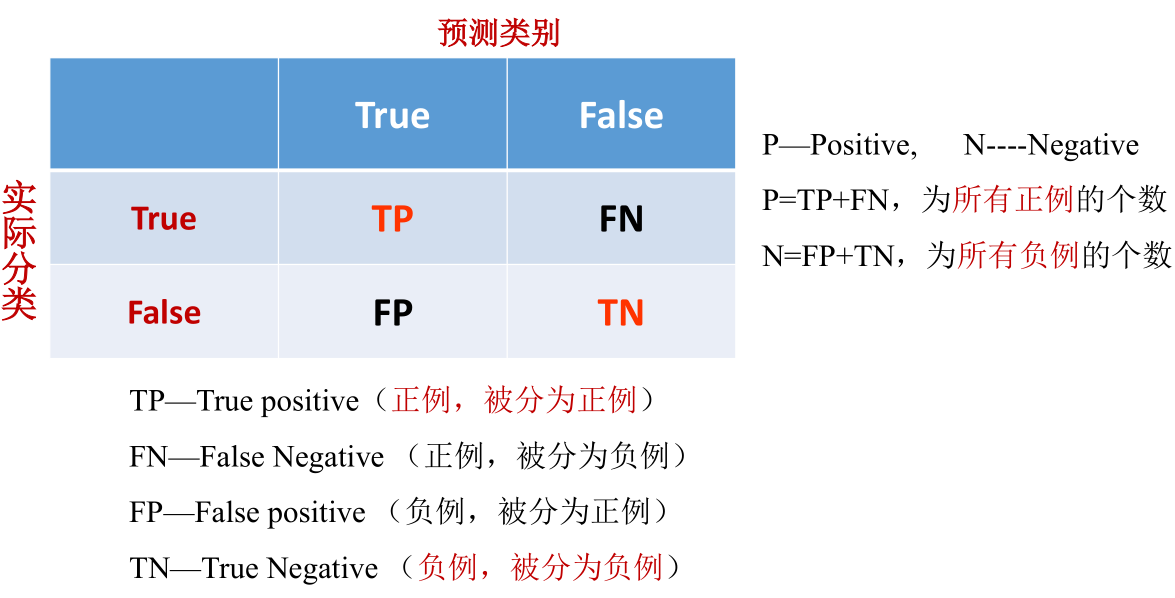 预测类别
True False
实际分类
True TP FN
False FP TN
P—Positive, N----Negative
P=TP+FN，为所有正例的个数
N=FP+TN，为所有负例的个数
TP—True positive（正例，被分为正例）
FN—False Negative （正例，被分为负例）
FP—False positive （负例，被分为正例）
TN—True Negative （负例，被分为负例）